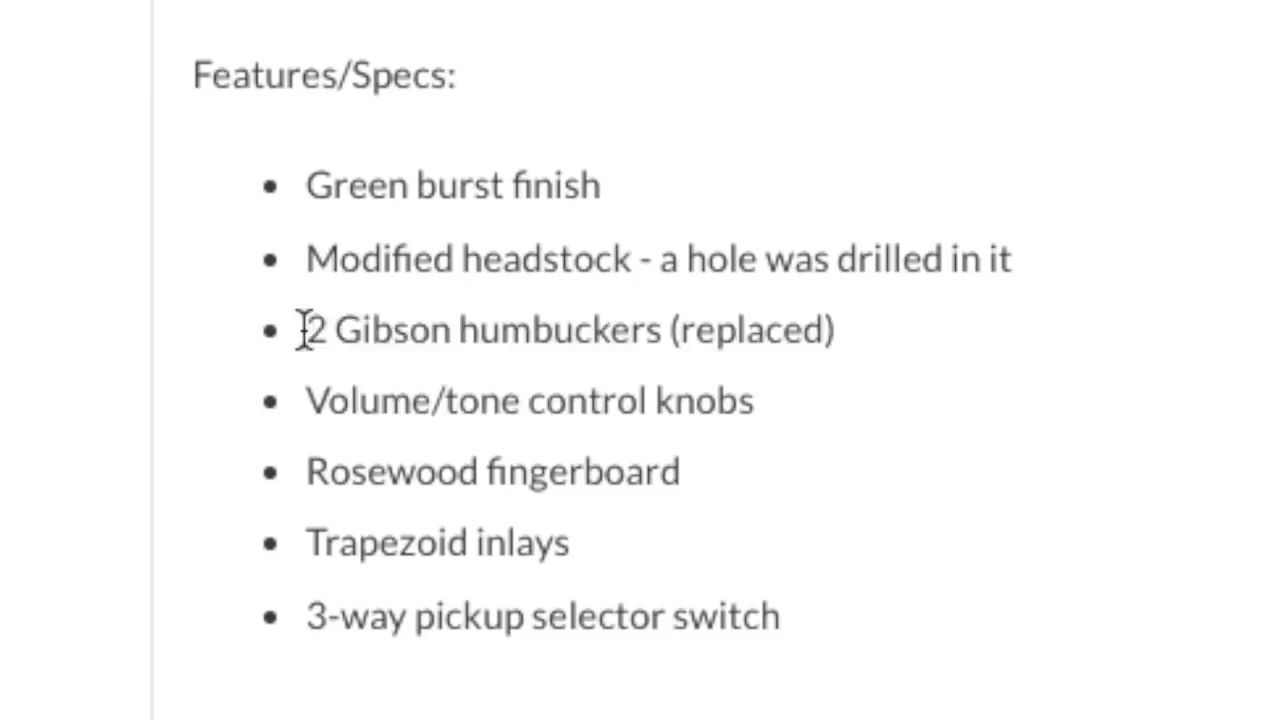 Features/Specs:
• Green burst finish
• Modified headstock - a hole was drilled in it
• 2 Gibson humbuckers (replaced)
• Volume/tone control knobs
• Rosewood fingerboard
• Trapezoid inlays
• 3-way pickup selector switch